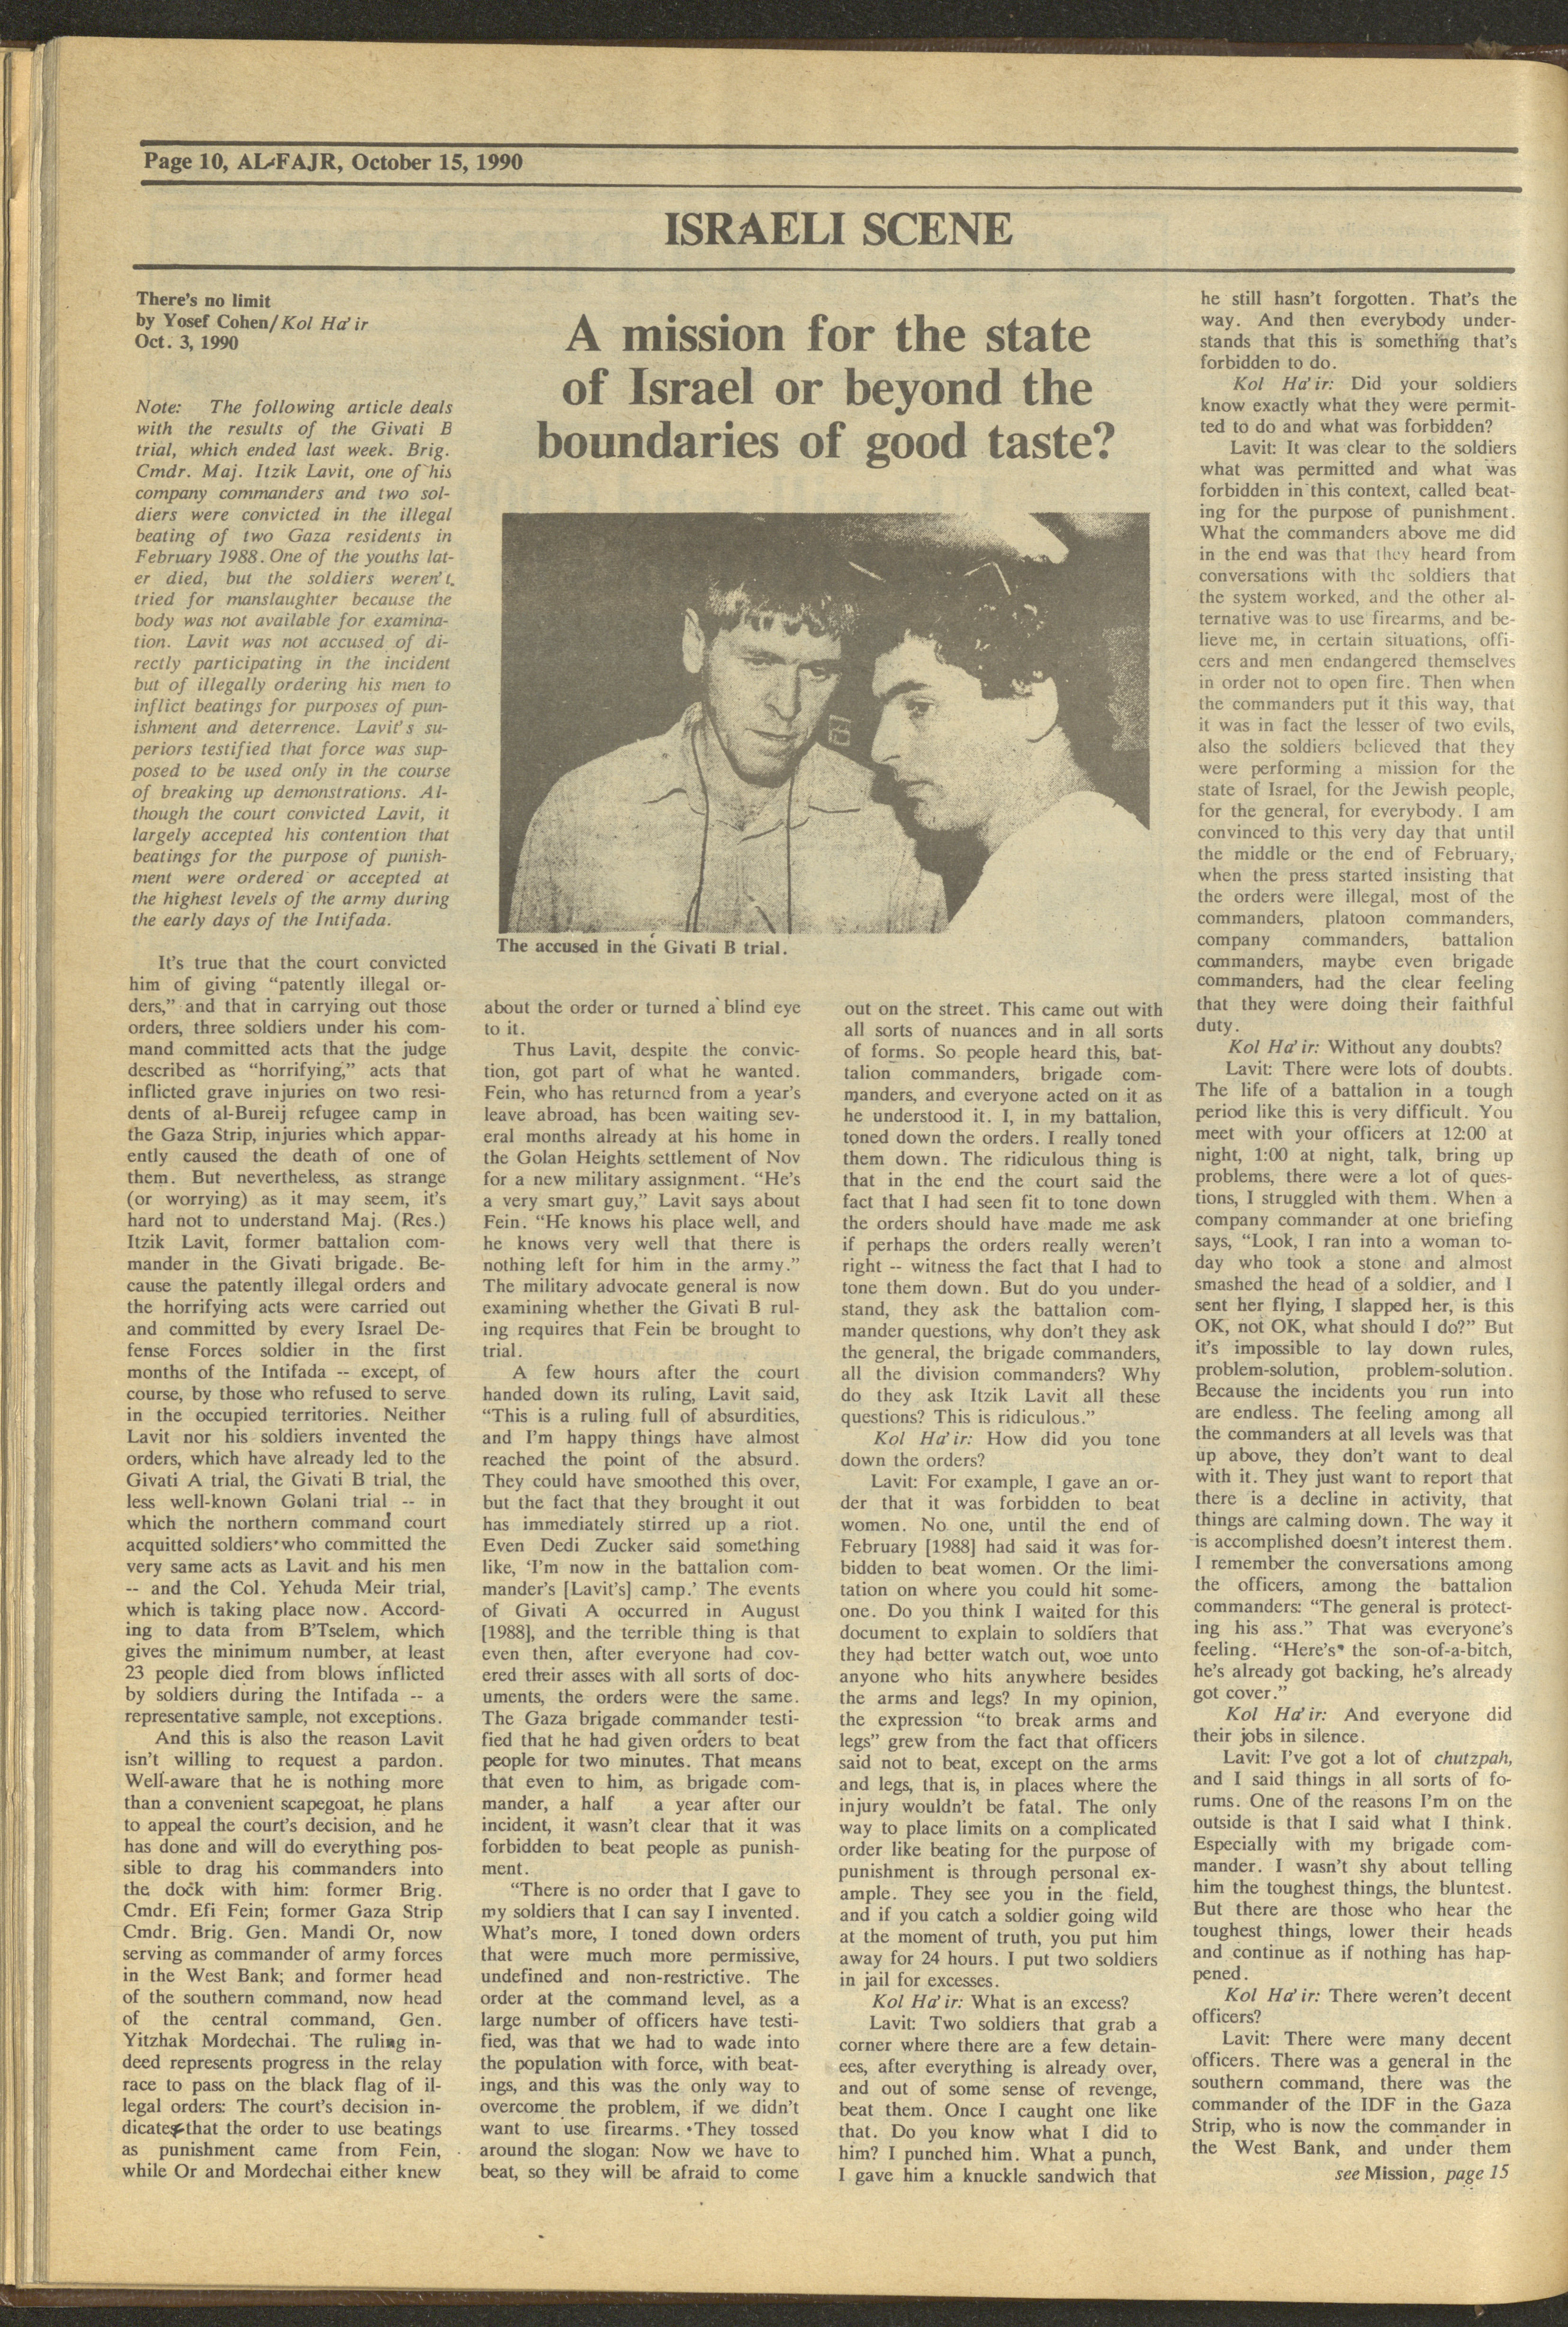 Page 10, AL-FAJR, October 15, 1990
ISRAELI SCENE
There's no limit
by Yosef Cohen/Kol Ha'ir
Oct. 3, 1990
A mission for the state
of Israel or beyond the
boundaries of good taste?
Note: The following article deals
with the results of the Givati B
trial, which ended last week. Brig.
Cmdr. Maj. Itzik Lavit, one of his
company commanders and two sol-
diers were convicted in the illegal
beating of two Gaza residents in
February 1988. One of the youths lat-
er died, but the soldiers weren't
tried for manslaughter because the
body was not available for examina-
tion. Lavit was not accused of di-
rectly participating in the incident
but of illegally ordering his men to
inflict beatings for purposes of pun-
ishment and deterrence. Lavit's su-
periors testified that force was sup-
posed to be used only in the course
of breaking up demonstrations. Al-
though the court convicted Lavit, it
largely accepted his contention that
beatings for the purpose of punish-
ment were ordered or accepted at
the highest levels of the army during
the early days of the Intifada.
It's true that the court convicted
him of giving “patently illegal or-
ders,” and that in carrying out those
orders, three soldiers under his com-
mand committed acts that the judge
described as “horrifying,” acts that
inflicted grave injuries on two resi-
dents of al-Bureij refugee camp in
the Gaza Strip, injuries which appar-
ently caused the death of one of
them. But nevertheless, as strange
(or worrying) as it may seem, it's
hard not to understand Maj. (Res.)
Itzik Lavit, former battalion com-
mander in the Givati brigade. Be-
cause the patently illegal orders and
the horrifying acts were carried out
and committed by every Israel De-
fense Forces soldier in the first
months of the Intifada -- except, of
course, by those who refused to serve
in the occupied territories. Neither
Lavit nor his soldiers invented the
orders, which have already led to the
Givati A trial, the Givati B trial, the
less well-known Golani trial -- in
which the northern command court
acquitted soldiers who committed the
very same acts as Lavit and his men
-- and the Col. Yehuda Meir trial,
which is taking place now. Accord-
ing to data from B'Tselem, which
gives the minimum number, at least
23 people died from blows inflicted
by soldiers during the Intifada -- a
representative sample, not exceptions.
And this is also the reason Lavit
isn't willing to request a pardon.
Well-aware that he is nothing more
than a convenient scapegoat, he plans
to appeal the court's decision, and he
has done and will do everything pos-
sible to drag his commanders into
the dock with him: former Brig.
Cmdr. Efi Fein; former Gaza Strip
Cmdr. Brig. Gen. Mandi Or, now
serving as commander of army forces
in the West Bank; and former head
of the southern command, now head
of the central command, Gen.
Yitzhak Mordechai. The ruling in-
deed represents progress in the relay
race to pass on the black flag of il-
legal orders: The court's decision in-
dicates that the order to use beatings
as punishment came from Fein,
while Or and Mordechai either knew
The accused in the Givati B trial.
about the order or turned a blind eye
to it.
Thus Lavit, despite the convic-
tion, got part of what he wanted.
Fein, who has returned from a year's
leave abroad, has been waiting sev-
eral months already at his home in
the Golan Heights settlement of Nov
for a new military assignment. “He's
a very smart guy,” Lavit says about
Fein. “He knows his place well, and
he knows very well that there is
nothing left for him in the army.”
The military advocate general is now
examining whether the Givati B rul-
ing requires that Fein be brought to
trial.
A few hours after the court
handed down its ruling, Lavit said,
“This is a ruling full of absurdities,
and I'm happy things have almost
reached the point of the absurd.
They could have smoothed this over,
but the fact that they brought it out
has immediately stirred up a riot.
Even Dedi Zucker said something
like, ‘I'm now in the battalion com-
mander's [Lavit's] camp.’ The events
of Givati A occurred in August
[1988], and the terrible thing is that
even then, after everyone had cov-
ered their asses with all sorts of doc-
uments, the orders were the same.
The Gaza brigade commander testi-
fied that he had given orders to beat
people for two minutes. That means
that even to him, as brigade com-
mander, a half a year after our
incident, it wasn't clear that it was
forbidden to beat people as punish-
ment.
“There is no order that I gave to
my soldiers that I can say I invented.
What's more, I toned down orders
that were much more permissive,
undefined and non-restrictive. The
order at the command level, as a
large number of officers have testi-
fied, was that we had to wade into
the population with force, with beat-
ings, and this was the only way to
overcome the problem, if we didn't
want to use firearms. They tossed
around the slogan: Now we have to
beat, so they will be afraid to come
out on the street. This came out with
all sorts of nuances and in all sorts
of forms. So people heard this, bat-
talion commanders, brigade com-
manders, and everyone acted on it as
he understood it. I, in my battalion,
toned down the orders. I really toned
them down. The ridiculous thing is
that in the end the court said the
fact that I had seen fit to tone down
the orders should have made me ask
if perhaps the orders really weren't
right -- witness the fact that I had to
tone them down. But do you under-
stand, they ask the battalion com-
mander questions, why don't they ask
the general, the brigade commanders,
all the division commanders? Why
do they ask Itzik Lavit all these
questions? This is ridiculous.”
Kol Ha'ir: How did you tone
down the orders?
Lavit: For example, I gave an or-
der that it was forbidden to beat
women. No one, until the end of
February [1988] had said it was for-
bidden to beat women. Or the limi-
tation on where you could hit some-
one. Do you think I waited for this
document to explain to soldiers that
they had better watch out, woe unto
anyone who hits anywhere besides
the arms and legs? In my opinion,
the expression “to break arms and
legs” grew from the fact that officers
said not to beat, except on the arms
and legs, that is, in places where the
injury wouldn't be fatal. The only
way to place limits on a complicated
order like beating for the purpose of
punishment is through personal ex-
ample. They see you in the field,
and if you catch a soldier going wild
at the moment of truth, you put him
away for 24 hours. I put two soldiers
in jail for excesses.
Kol Ha'ir: What is an excess?
Lavit: Two soldiers that grab a
corner where there are a few detain-
ees, after everything is already over,
and out of some sense of revenge,
beat them. Once I caught one like
that. Do you know what I did to
him? I punched him. What a punch,
I gave him a knuckle sandwich that
he still hasn't forgotten. That's the
way. And then everybody under-
stands that this is something that's
forbidden to do.
Kol Ha'ir: Did your soldiers
know exactly what they were permit-
ted to do and what was forbidden?
Lavit: It was clear to the soldiers
what was permitted and what was
forbidden in this context, called beat-
ing for the purpose of punishment.
What the commanders above me did
in the end was that they heard from
conversations with the soldiers that
the system worked, and the other al-
ternative was to use firearms, and be-
lieve me, in certain situations, offi-
cers and men endangered themselves
in order not to open fire. Then when
the commanders put it this way, that
it was in fact the lesser of two evils,
also the soldiers believed that they
were performing a mission for the
state of Israel, for the Jewish people,
for the general, for everybody. I am
convinced to this very day that until
the middle or the end of February,
when the press started insisting that
the orders were illegal, most of the
commanders, platoon commanders,
company commanders, battalion
commanders, maybe even brigade
commanders, had the clear feeling
that they were doing their faithful
duty.
Kol Ha'ir: Without any doubts?
Lavit: There were lots of doubts.
The life of a battalion in a tough
period like this is very difficult. You
meet with your officers at 12:00 at
night, 1:00 at night, talk, bring up
problems, there were a lot of ques-
tions, I struggled with them. When a
company commander at one briefing
says, “Look, I ran into a woman to-
day who took a stone and almost
smashed the head of a soldier, and I
sent her flying, I slapped her, is this
OK, not OK, what should I do?” But
it's impossible to lay down rules,
problem-solution, problem-solution.
Because the incidents you run into
are endless. The feeling among all
the commanders at all levels was that
up above, they don't want to deal
with it. They just want to report that
there is a decline in activity, that
things are calming down. The way it
is accomplished doesn't interest them.
I remember the conversations among
the officers, among the battalion
commanders: “The general is protect-
ing his ass.” That was everyone's
feeling. “Here's the son-of-a-bitch,
he's already got backing, he's already
got cover.”
Kol Ha'ir: And everyone did
their jobs in silence.
Lavit: I've got a lot of chutzpah,
and I said things in all sorts of fo-
rums. One of the reasons I'm on the
outside is that I said what I think.
Especially with my brigade com-
mander. I wasn't shy about telling
him the toughest things, the bluntest.
But there are those who hear the
toughest things, lower their heads
and continue as if nothing has hap-
pened.
Kol Ha'ir: There weren't decent
officers?
Lavit: There were many decent
officers. There was a general in the
southern command, there was the
commander of the IDF in the Gaza
Strip, who is now the commander in
the West Bank, and under them
see Mission, page 15